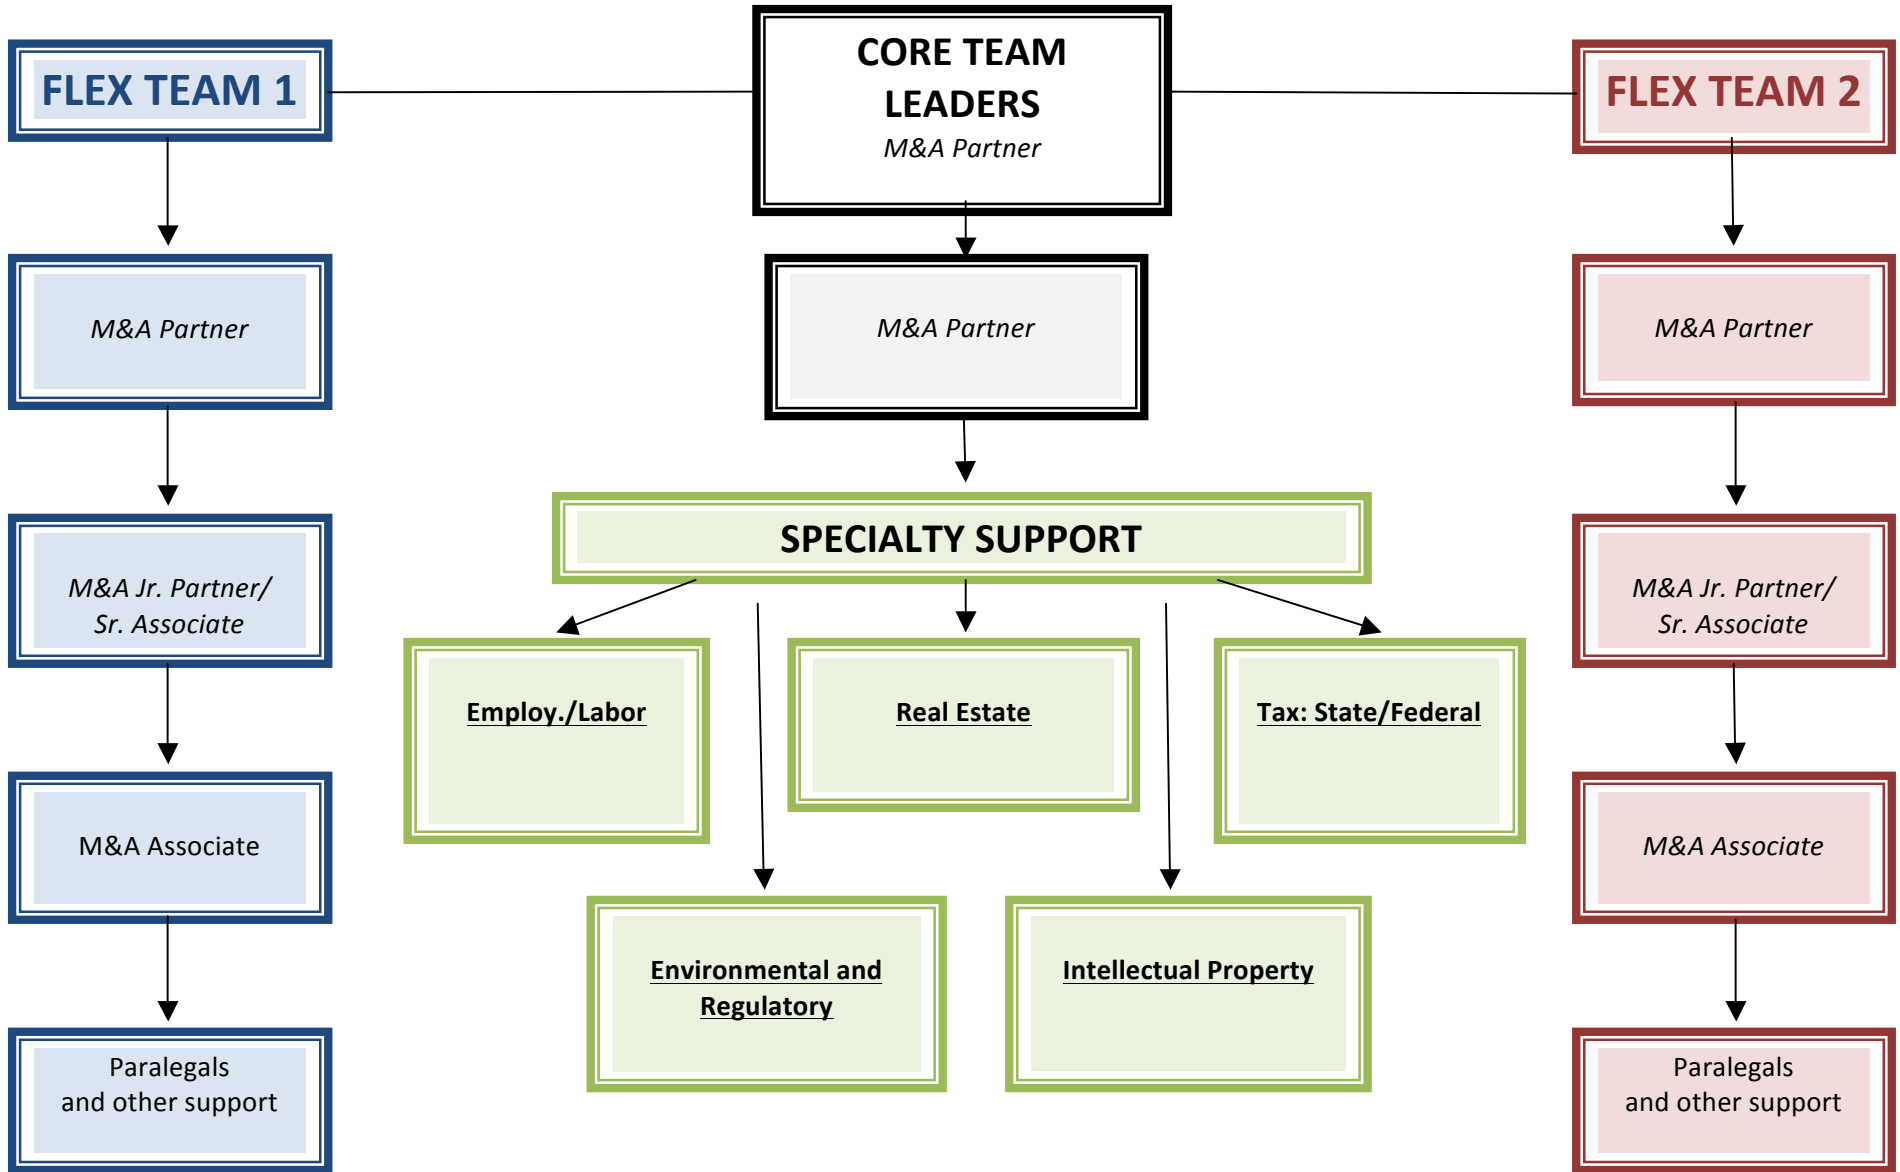 CORE TEAM
LEADERS
M&A Partner
FLEX TEAM 1
FLEX TEAM 2
M&A Partner
M&A Partner
M&A Partner
M&A Jr. Partner/
Sr. Associate
SPECIALTY SUPPORT
M&A Jr. Partner/
Sr. Associate
Employ./Labor
Real Estate
Tax: State/Federal
M&A Associate
M&A Associate
Environmental and
Regulatory
Intellectual Property
Paralegals
and other support
Paralegals
and other support